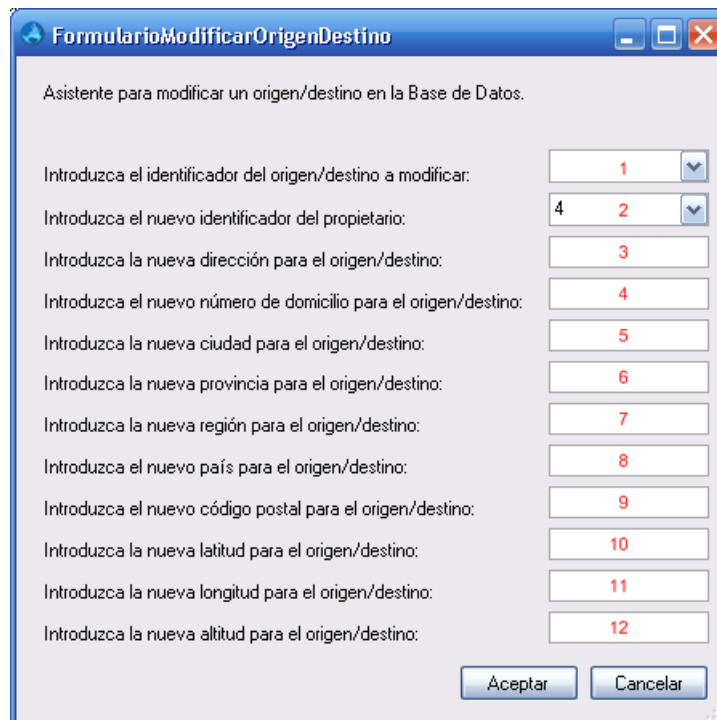 FormularioModificarOrigenDestino
Asistente para modificar un origen/destino en la Base de Datos.
Introduzca el identificador del origen/destino a modificar: 1
Introduzca el nuevo identificador del propietario: 4 2
Introduzca la nueva dirección para el origen/destino: 3
Introduzca el nuevo número de domicilio para el origen/destino: 4
Introduzca la nueva ciudad para el origen/destino: 5
Introduzca la nueva provincia para el origen/destino: 6
Introduzca la nueva región para el origen/destino: 7
Introduzca el nuevo país para el origen/destino: 8
Introduzca el nuevo código postal para el origen/destino: 9
Introduzca la nueva latitud para el origen/destino: 10
Introduzca la nueva longitud para el origen/destino: 11
Introduzca la nueva altitud para el origen/destino: 12
Aceptar Cancelar